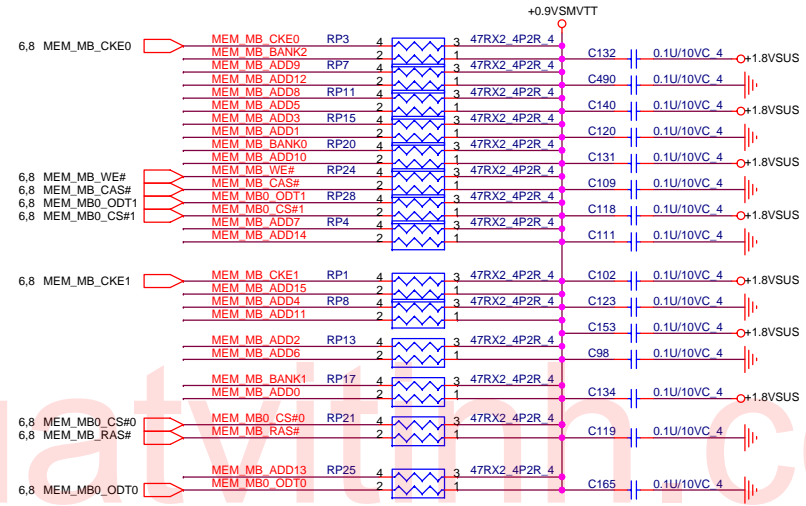 +0.9VSMVTT
6,8 MEM_MB_CKE0 MEM_MB_CKE0 RP3 4 3 47RX2_4P2R_4
MEM_MB_BANK2 2 1 C132 0.1U/10VC_4 +1.8VSUS
MEM_MB_ADD9 RP7 4 3 47RX2_4P2R_4
MEM_MB_ADD12 2 1 C490 0.1U/10VC_4
MEM_MB_ADD8 RP11 4 3 47RX2_4P2R_4
MEM_MB_ADD5 2 1 C140 0.1U/10VC_4 +1.8VSUS
MEM_MB_ADD3 RP15 4 3 47RX2_4P2R_4
MEM_MB_ADD1 2 1 C120 0.1U/10VC_4
MEM_MB_BANK0 RP20 4 3 47RX2_4P2R_4
MEM_MB_ADD10 2 1 C131 0.1U/10VC_4 +1.8VSUS
6,8 MEM_MB_WE# MEM_MB_WE# RP24 4 3 47RX2_4P2R_4
6,8 MEM_MB_CAS# MEM_MB_CAS# 2 1 C109 0.1U/10VC_4
6,8 MEM_MB0_ODT1 MEM_MB0_ODT1 RP28 4 3 47RX2_4P2R_4
6,8 MEM_MB0_CS#1 MEM_MB0_CS#1 2 1 C118 0.1U/10VC_4 +1.8VSUS
MEM_MB_ADD7 RP4 4 3 47RX2_4P2R_4
MEM_MB_ADD14 2 1 C111 0.1U/10VC_4
6,8 MEM_MB_CKE1 MEM_MB_CKE1 RP1 4 3 47RX2_4P2R_4 C102 0.1U/10VC_4 +1.8VSUS
MEM_MB_ADD15 2 1
MEM_MB_ADD4 RP8 4 3 47RX2_4P2R_4 C123 0.1U/10VC_4
MEM_MB_ADD11 2 1
C153 0.1U/10VC_4 +1.8VSUS
MEM_MB_ADD2 RP13 4 3 47RX2_4P2R_4
MEM_MB_ADD6 2 1 C98 0.1U/10VC_4
MEM_MB_BANK1 RP17 4 3 47RX2_4P2R_4
MEM_MB_ADD0 2 1 C134 0.1U/10VC_4 +1.8VSUS
6,8 MEM_MB0_CS#0 MEM_MB0_CS#0 RP21 4 3 47RX2_4P2R_4
6,8 MEM_MB_RAS# MEM_MB_RAS# 2 1 C119 0.1U/10VC_4
MEM_MB_ADD13 RP25 4 3 47RX2_4P2R_4
6,8 MEM_MB0_ODT0 MEM_MB0_ODT0 2 1 C165 0.1U/10VC_4